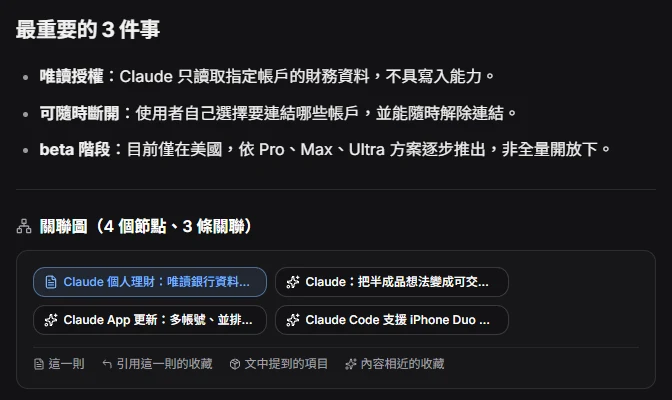 最重要的 3 件事
唯讀授權：Claude 只讀取指定帳戶的財務資料，不具寫入能力。
可隨時斷開：使用者自己選擇要連結哪些帳戶，並能隨時解除連結。
beta 階段：目前僅在美國，依 Pro、Max、Ultra 方案逐步推出，非全量開放下。
關聯圖（4 個節點、3 條關聯）
Claude 個人理財：唯讀銀行資料...
Claude：把半成品想法變成可交...
Claude App 更新：多帳號、並排...
Claude Code 支援 iPhone Duo ...
這一則
引用這一則的收藏
文中提到的項目
內容相近的收藏